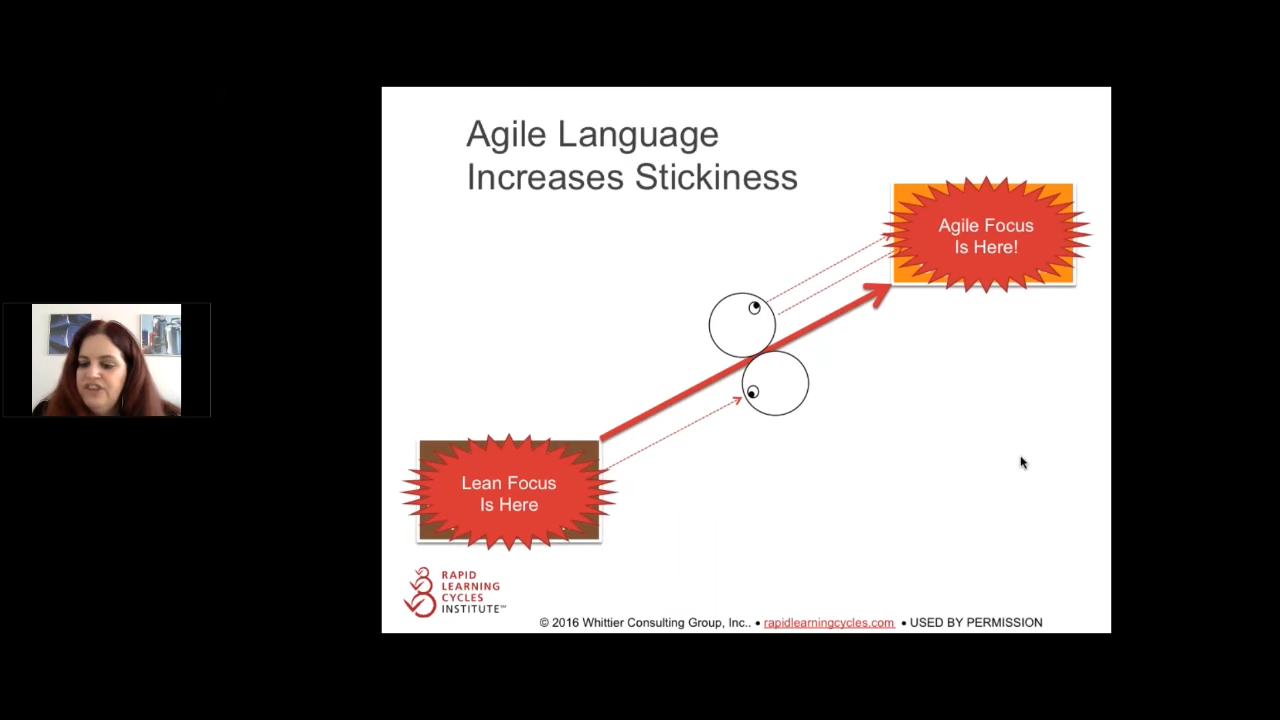 Agile Language
Increases Stickiness
Agile Focus
Is Here!
Lean Focus
Is Here
RAPID
LEARNING
CYCLES
INSTITUTE™
© 2016 Whittier Consulting Group, Inc.. • rapidlearningcycles.com • USED BY PERMISSION